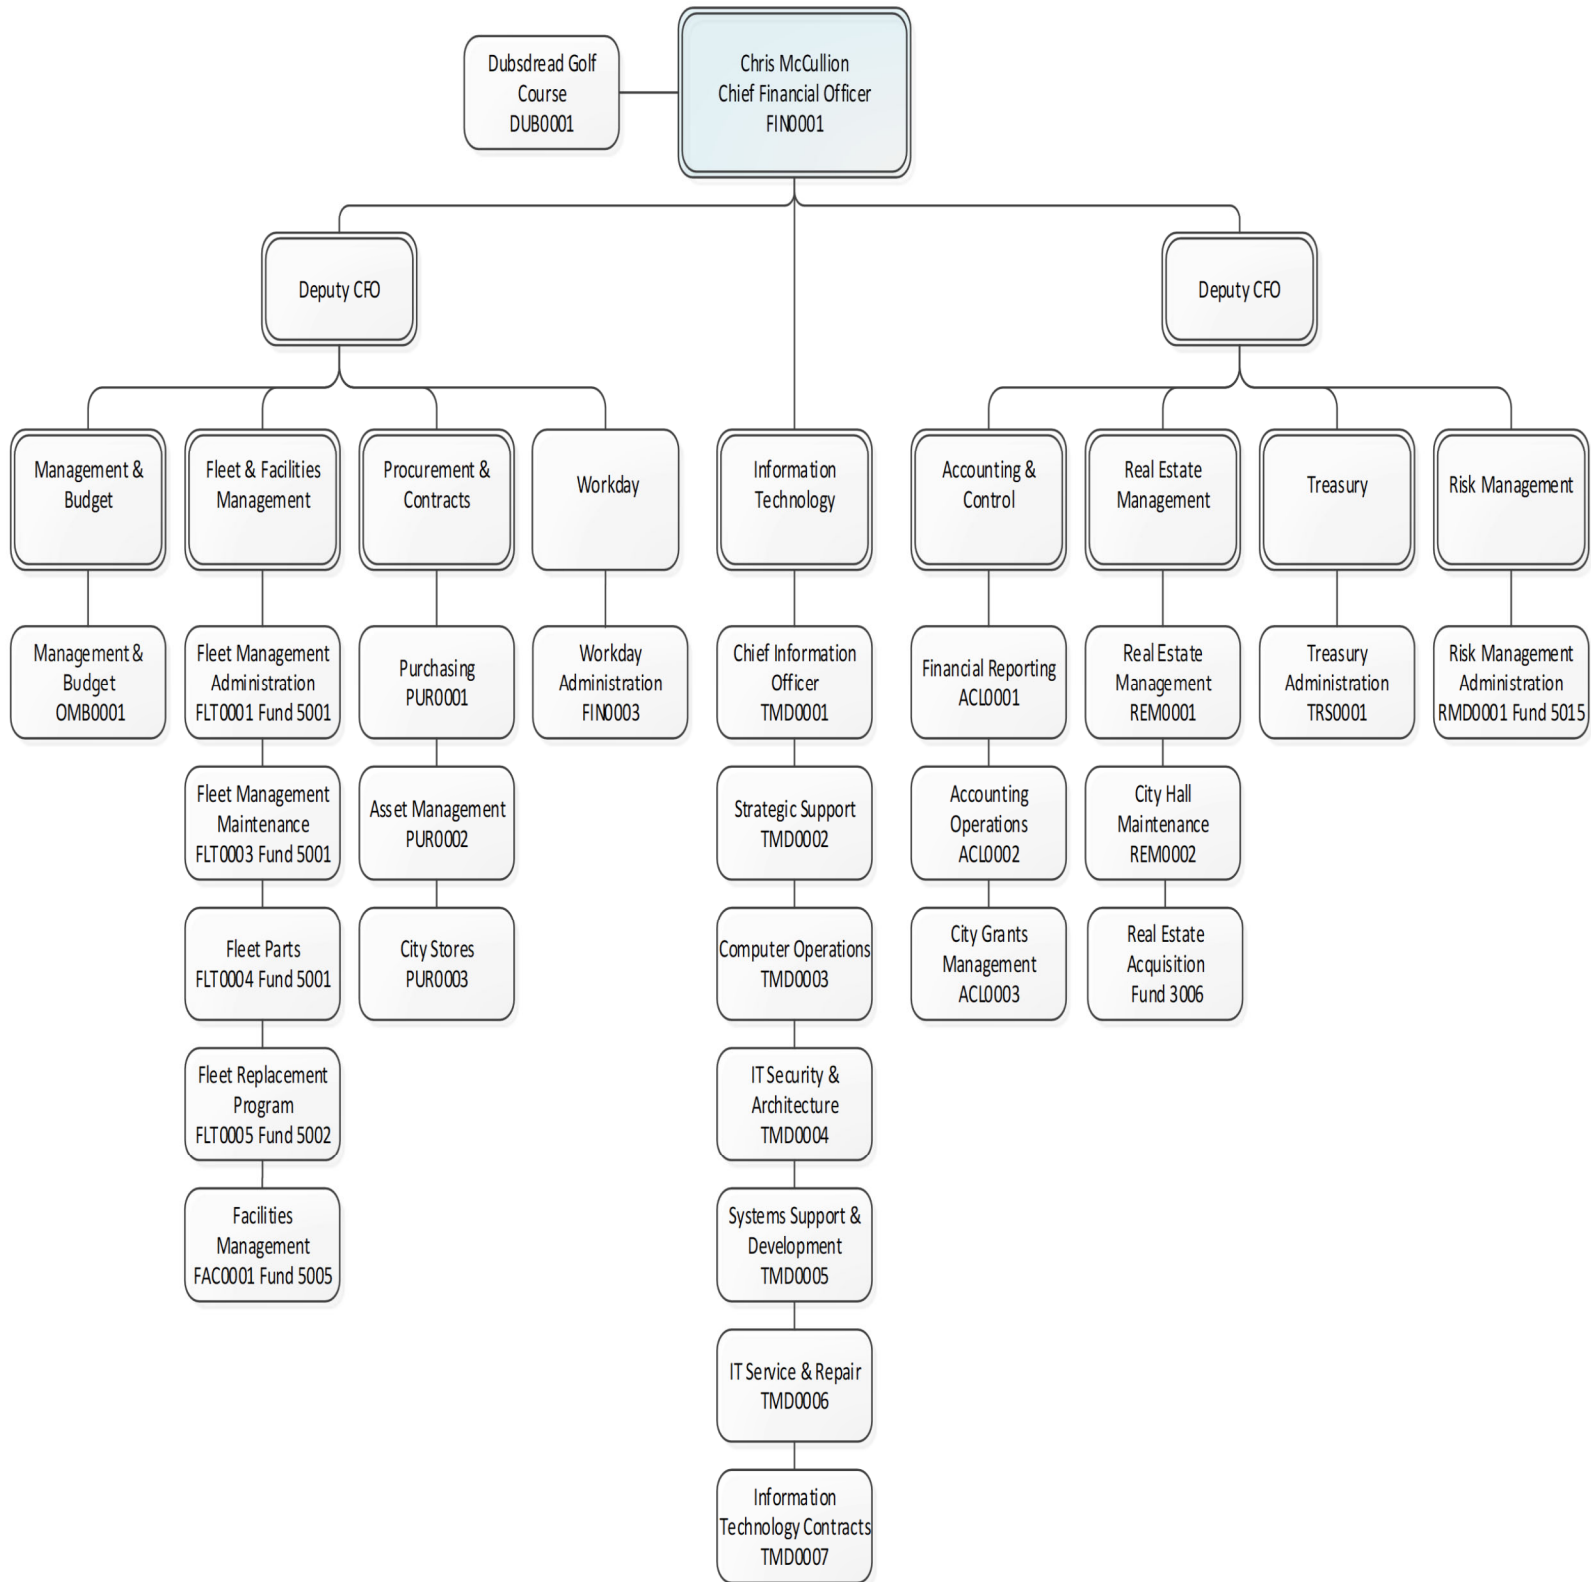 Dubsdread Golf
Course
DUB0001
Chris McCullion
Chief Financial Officer
FIN0001
Deputy CFO
Deputy CFO
Management &
Budget
Fleet & Facilities
Management
Procurement &
Contracts
Workday
Information
Technology
Accounting &
Control
Real Estate
Management
Treasury
Risk Management
Management &
Budget
OMB0001
Fleet Management
Administration
FLT0001 Fund 5001
Purchasing
PUR0001
Workday
Administration
FIN0003
Chief Information
Officer
TMD0001
Financial Reporting
ACL0001
Real Estate
Management
REM0001
Treasury
Administration
TRS0001
Risk Management
Administration
RMD0001 Fund 5015
Fleet Management
Maintenance
FLT0003 Fund 5001
Asset Management
PUR0002
Strategic Support
TMD0002
Accounting
Operations
ACL0002
City Hall
Maintenance
REM0002
Fleet Parts
FLT0004 Fund 5001
City Stores
PUR0003
Computer Operations
TMD0003
City Grants
Management
ACL0003
Real Estate
Acquisition
Fund 3006
Fleet Replacement
Program
FLT0005 Fund 5002
IT Security &
Architecture
TMD0004
Facilities
Management
FAC0001 Fund 5005
Systems Support &
Development
TMD0005
IT Service & Repair
TMD0006
Information
Technology Contracts
TMD0007